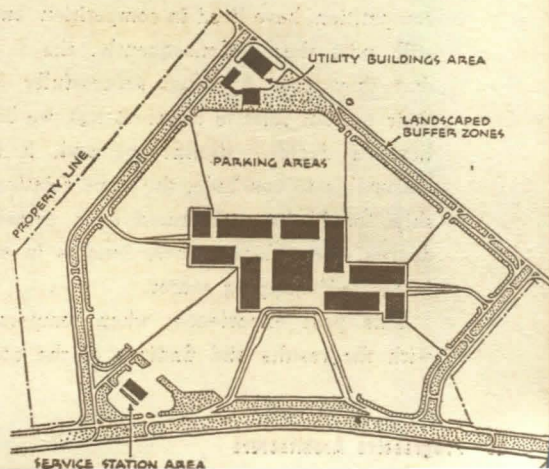 UTILITY BUILDINGS AREA
LANDSCAPED
BUFFER ZONES
PARKING AREAS
PROPERTY LINE
SERVICE STATION AREA